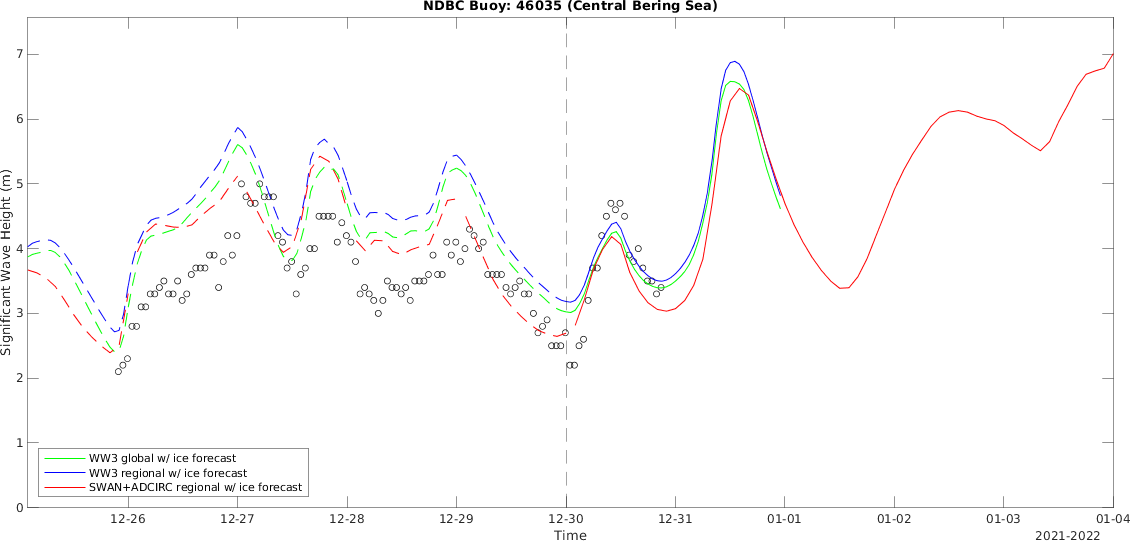 NDBC Buoy: 46035 (Central Bering Sea)
7
6
5
4
3
2
1
0
Significant Wave Height (m)
WW3 global w/ ice forecast
WW3 regional w/ ice forecast
SWAN+ADCIRC regional w/ ice forecast
12-26 12-27 12-28 12-29 12-30 12-31 01-01 01-02 01-03 01-04
Time
2021-2022